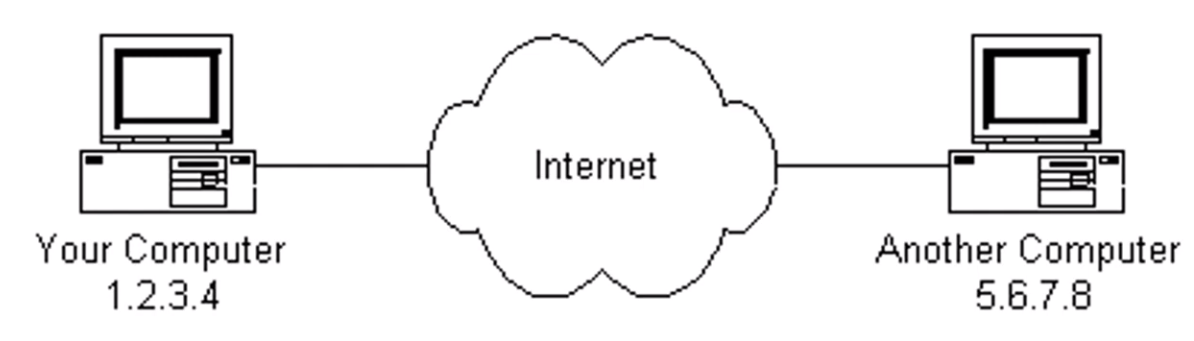 Internet
Your Computer
1.2.3.4
Another Computer
5.6.7.8